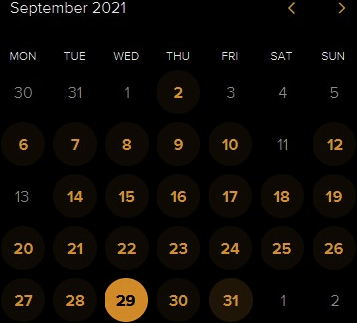 September 2021
MON TUE WED THU FRI SAT SUN
30 31 1 2 3 4 5
6 7 8 9 10 11 12
13 14 15 16 17 18 19
20 21 22 23 24 25 26
27 28 29 30 31 1 2